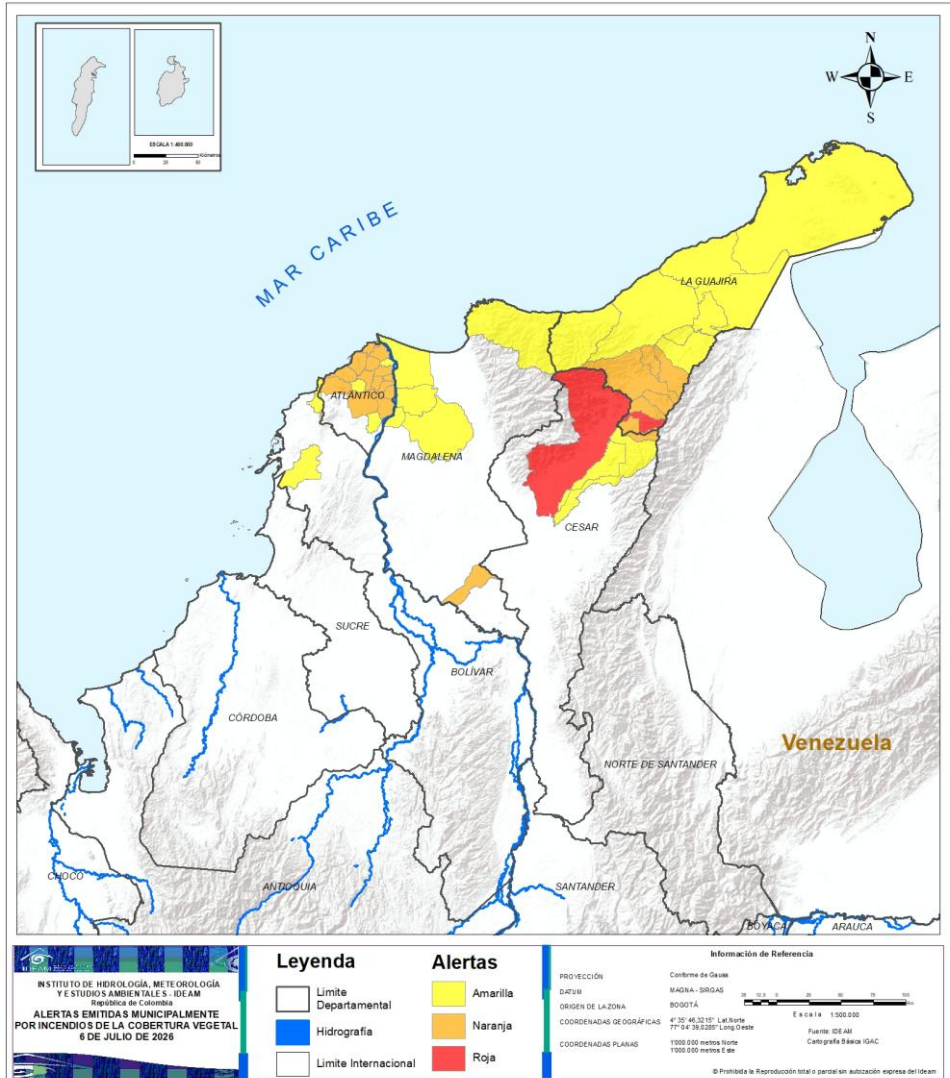 ESCALA 1:400.000
N
W E
S
MAR CARIBE
LA GUAJIRA
ATLÁNTICO
MAGDALENA
CESAR
SUCRE
BOLÍVAR
CÓRDOBA
Venezuela
NORTE DE SANTANDER
CHOCÓ
ANTIOQUIA
SANTANDER
BOYACÁ
ARAUCA
IDEAM
INSTITUTO DE HIDROLOGÍA, METEOROLOGÍA
Y ESTUDIOS AMBIENTALES - IDEAM
República de Colombia
ALERTAS EMITIDAS MUNICIPALMENTE
POR INCENDIOS DE LA COBERTURA VEGETAL
6 DE JULIO DE 2026
Leyenda
Limite
Departamental
Hidrografía
Limite Internacional
Alertas
Amarilla
Naranja
Roja
Información de Referencia
PROYECCIÓN Conforme de Gauss
DATUM MAGNA - SIRGAS
ORIGEN DE LA ZONA BOGOTÁ
COORDENADAS GEOGRÁFICAS 4° 35' 46,3215" Lat.Norte
77° 04' 39,0285" Long.Oeste
COORDENADAS PLANAS 1'000.000 metros Norte
1'000.000 metros Este
Escala 1:500.000
Fuente: IDEAM
Cartografía Básica IGAC
© Prohibida la Reproducción total o parcial sin autozación expresa del Ideam